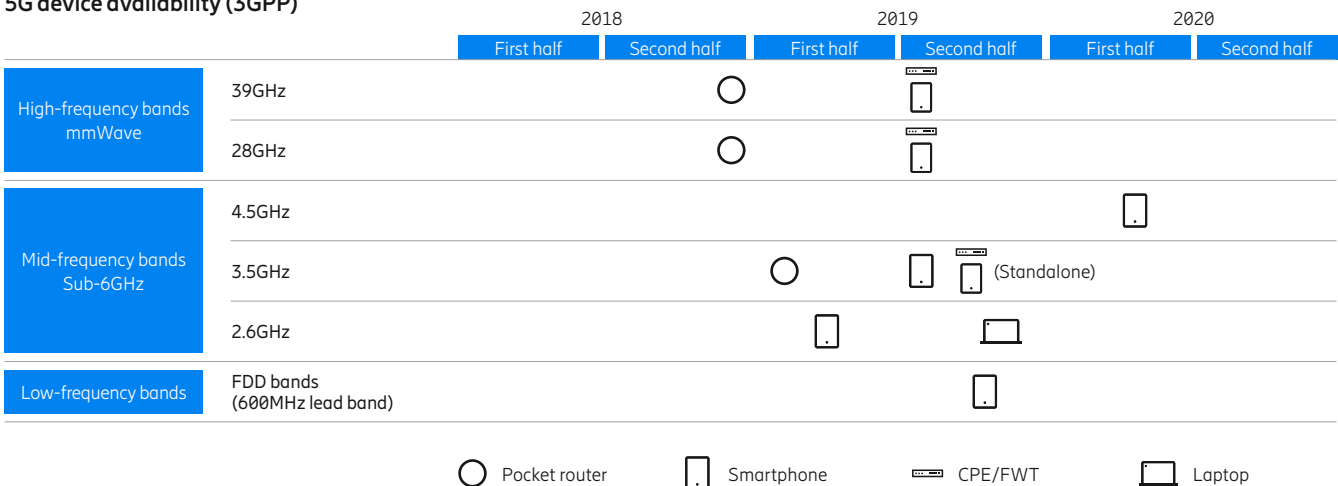 5G device availability (3GPP)
2018 2019 2020
First half Second half First half Second half First half Second half
High-frequency bands
mmWave
39GHz
28GHz
Mid-frequency bands
Sub-6GHz
4.5GHz
3.5GHz
(Standalone)
2.6GHz
Low-frequency bands
FDD bands
(600MHz lead band)
Pocket router Smartphone CPE/FWT Laptop